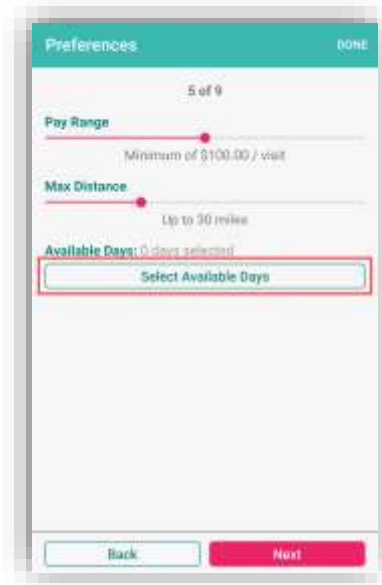 Preferences DONE
5 of 9
Pay Range
Minimum of $100.00 / visit
Max Distance
Up to 30 miles
Available Days: 0 days selected
Select Available Days
Back Next